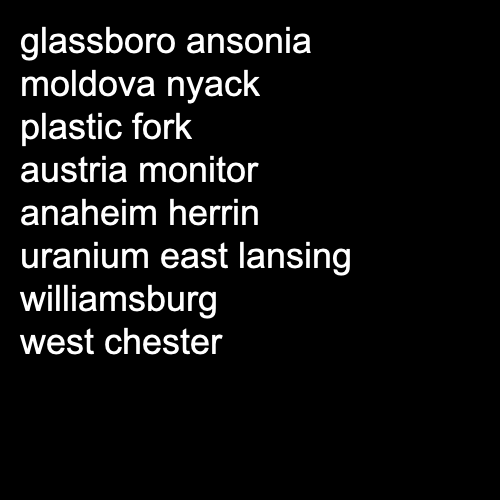 glassboro ansonia
moldova nyack
plastic fork
austria monitor
anaheim herrin
uranium east lansing
williamsburg
west chester